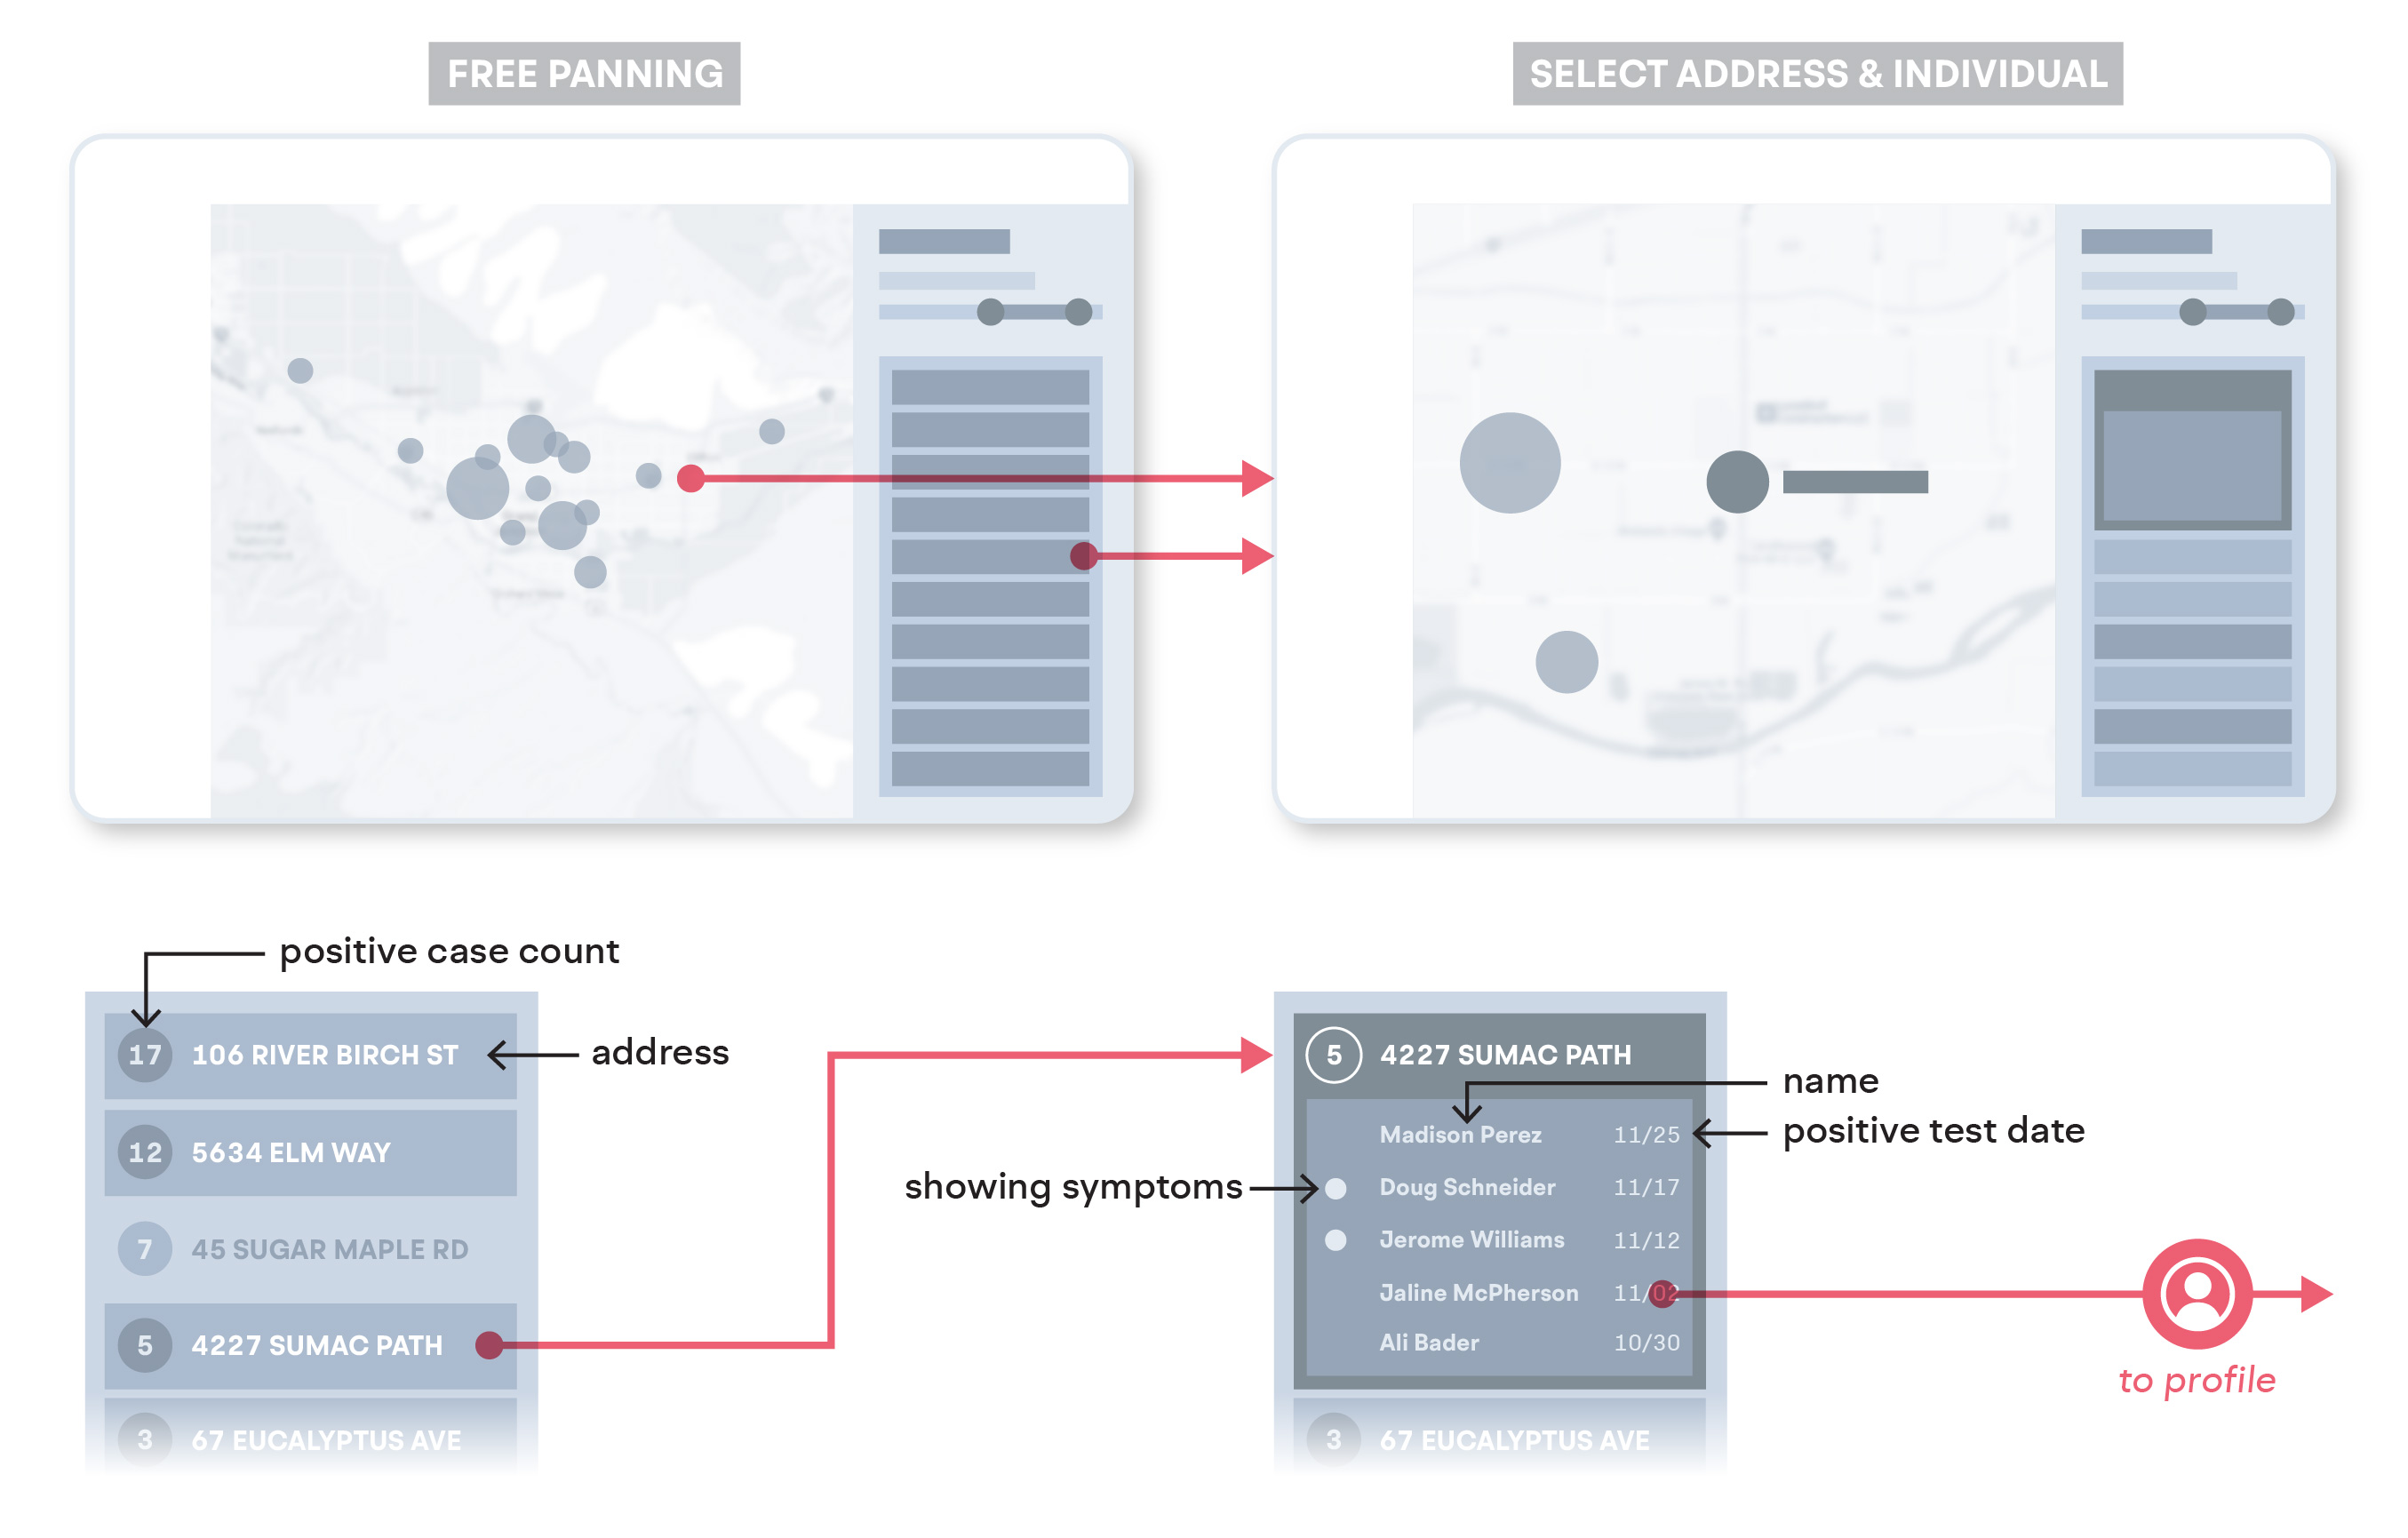 FREE PANNING
SELECT ADDRESS & INDIVIDUAL
positive case count
17 106 RIVER BIRCH ST
address
12 5634 ELM WAY
7 45 SUGAR MAPLE RD
5 4227 SUMAC PATH
3 67 EUCALYPTUS AVE
5 4227 SUMAC PATH
name
Madison Perez 11/25
positive test date
showing symptoms
Doug Schneider 11/17
Jerome Williams 11/12
Jaline McPherson 11/02
Ali Bader 10/30
3 67 EUCALYPTUS AVE
to profile